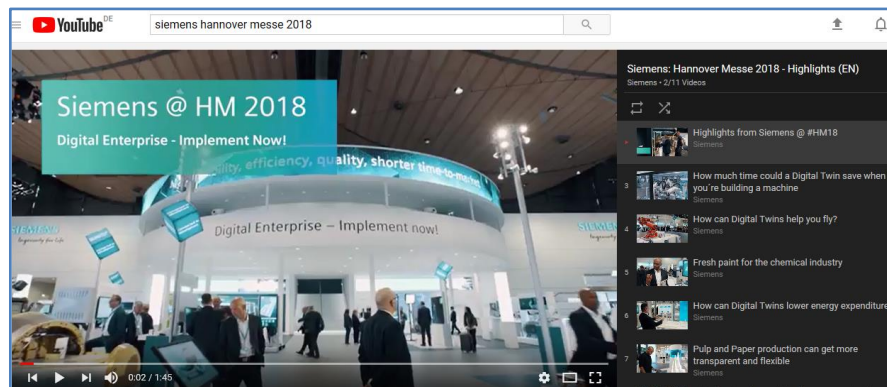 YouTube DE
siemens hannover messe 2018
Siemens @ HM 2018
Digital Enterprise - Implement Now!
efficiency, quality, shorter time-to-market
SIEMENS
Ingenuity for life
Digital Enterprise – Implement now!
0:02 / 1:45
Siemens: Hannover Messe 2018 - Highlights (EN)
Siemens • 2/11 Videos
Highlights from Siemens @ #HM18
Siemens
3
How much time could a Digital Twin save when
you´re building a machine
Siemens
4
How can Digital Twins help you fly?
Siemens
5
Fresh paint for the chemical industry
Siemens
6
How can Digital Twins lower energy expenditure
Siemens
7
Pulp and Paper production can get more
transparent and flexible
Siemens